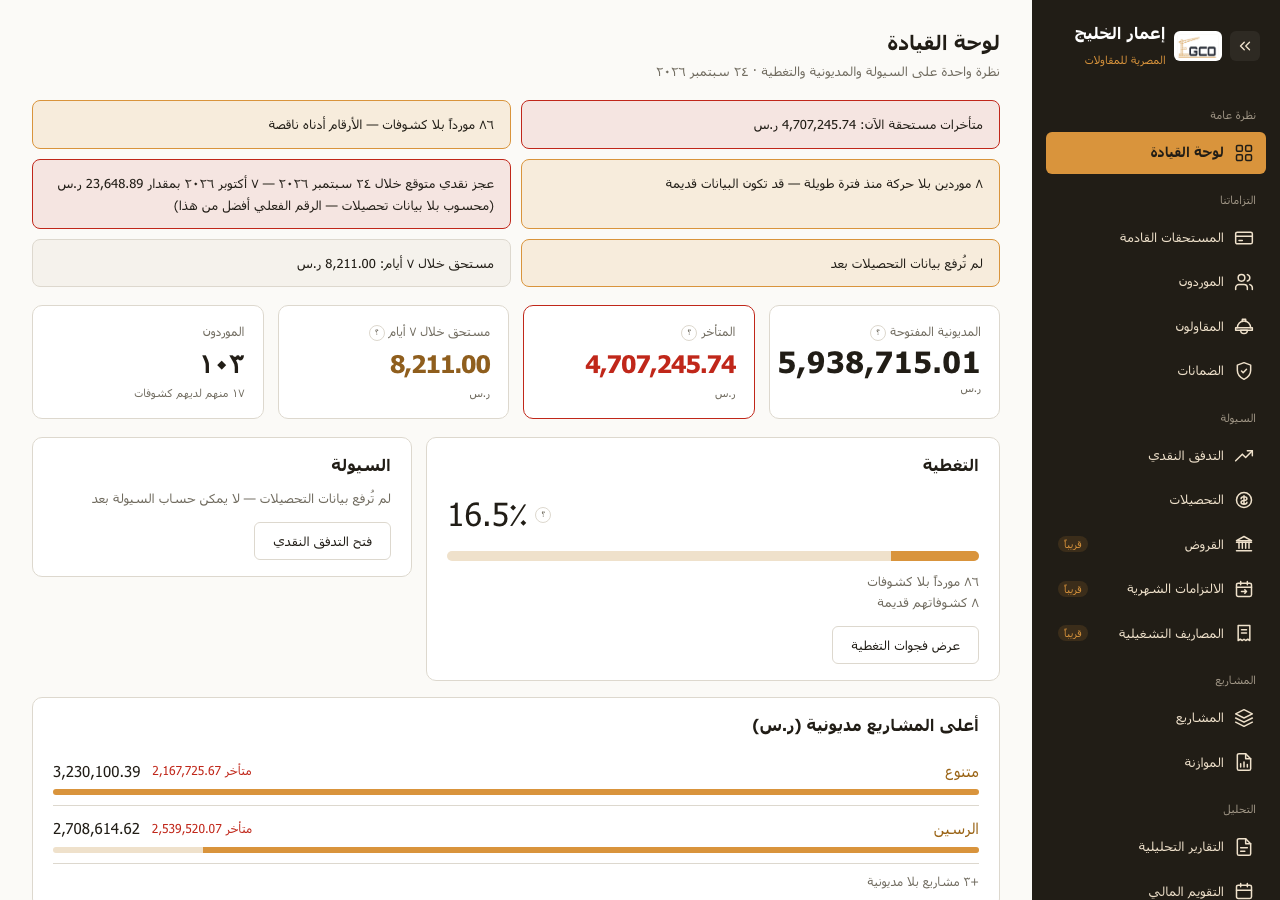 إعمار الخليج
المصرية للمقاولات
GCO
نظرة عامة
لوحة القيادة
التزاماتنا
المستحقات القادمة
الموردون
المقاولون
الضمانات
السيولة
التدفق النقدي
التحصيلات
القروض
قريباً
الالتزامات الشهرية
قريباً
المصاريف التشغيلية
قريباً
المشاريع
المشاريع
الموازنة
التحليل
التقارير التحليلية
التقويم المالي
لوحة القيادة
نظرة واحدة على السيولة والمديونية والتغطية · ٢٤ سبتمبر ٢٠٢٦
متأخرات مستحقة الآن: 4,707,245.74 ر.س
٨٦ مورداً بلا كشوفات — الأرقام أدناه ناقصة
٨ موردين بلا حركة منذ فترة طويلة — قد تكون البيانات قديمة
عجز نقدي متوقع خلال ٢٤ سبتمبر ٢٠٢٦ — ٧ أكتوبر ٢٠٢٦ بمقدار 23,648.89 ر.س
(محسوب بلا بيانات تحصيلات — الرقم الفعلي أفضل من هذا)
لم تُرفع بيانات التحصيلات بعد
مستحق خلال ٧ أيام: 8,211.00 ر.س
المديونية المفتوحة ؟
5,938,715.01
ر.س
المتأخر ؟
4,707,245.74
ر.س
مستحق خلال ٧ أيام ؟
8,211.00
ر.س
الموردون
١٠٣
١٧ منهم لديهم كشوفات
التغطية
16.5٪ ؟
٨٦ مورداً بلا كشوفات
٨ كشوفاتهم قديمة
عرض فجوات التغطية
السيولة
لم تُرفع بيانات التحصيلات — لا يمكن حساب السيولة بعد
فتح التدفق النقدي
أعلى المشاريع مديونية (ر.س)
متنوع
متأخر 2,167,725.67
3,230,100.39
الرسين
متأخر 2,539,520.07
2,708,614.62
+٣ مشاريع بلا مديونية